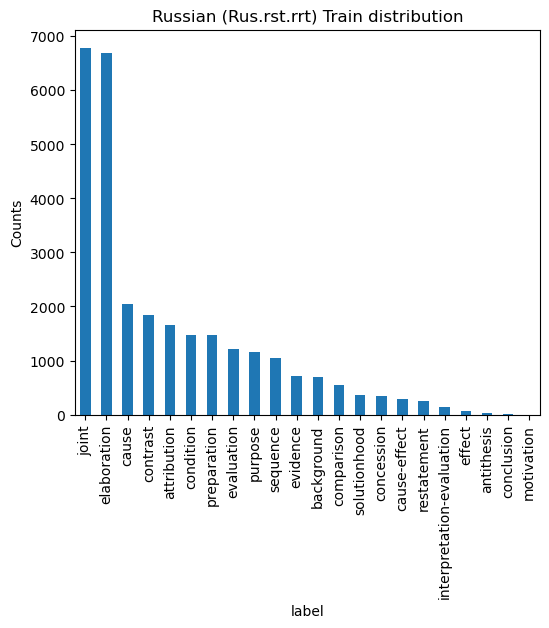 Russian (Rus.rst.rrt) Train distribution
7000
6000
5000
4000
3000
2000
1000
0
Counts
joint
elaboration
cause
contrast
attribution
condition
preparation
evaluation
purpose
sequence
evidence
background
comparison
solutionhood
concession
cause-effect
restatement
interpretation-evaluation
effect
antithesis
conclusion
motivation
label